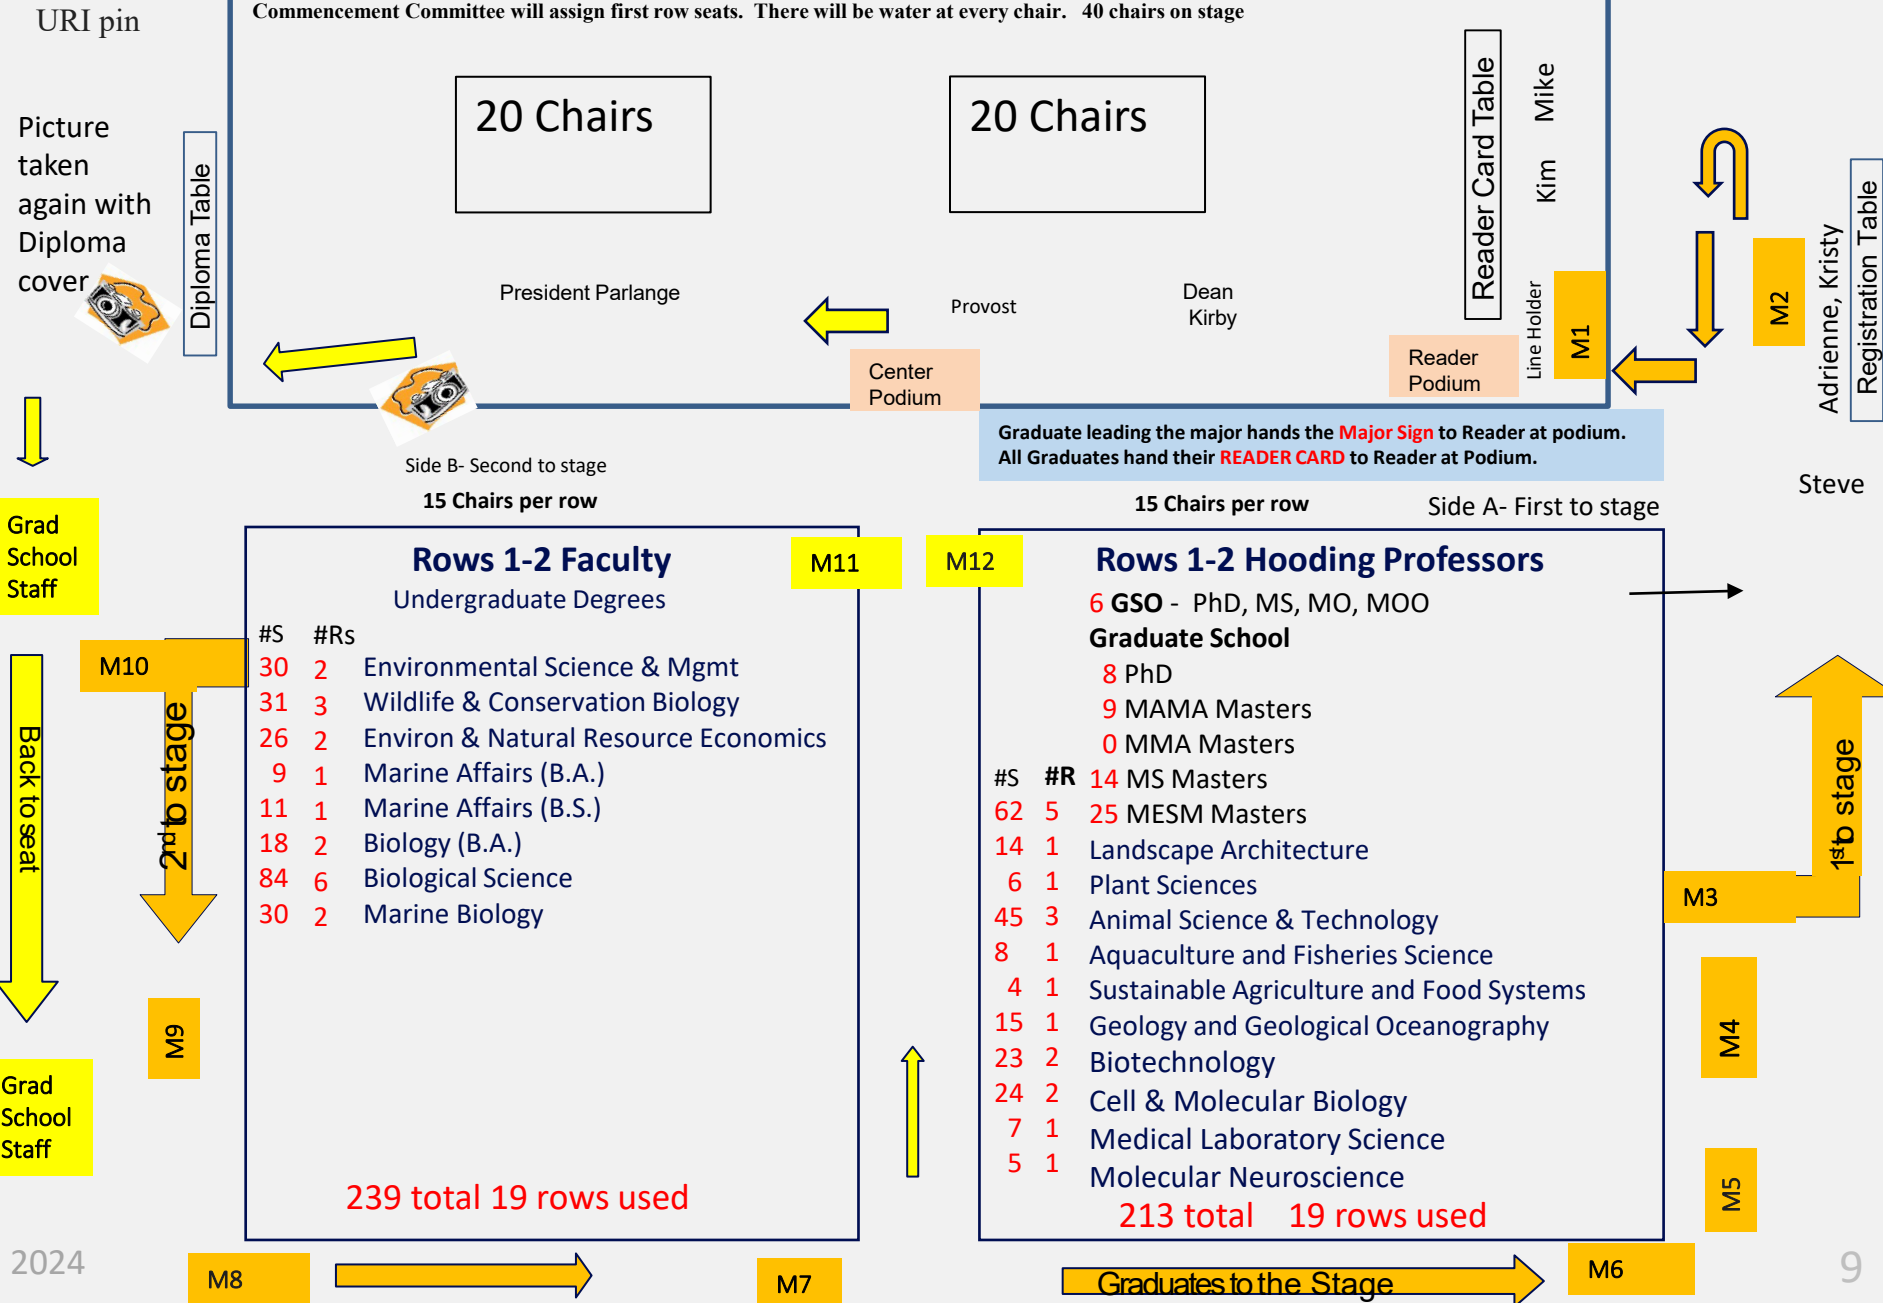 URI pin
Commencement Committee will assign first row seats.  There will be water at every chair.   40 chairs on stage
20 Chairs
20 Chairs
Reader Card Table
Kim    Mike
Picture
taken
again with
Diploma
cover
Diploma Table
President Parlange
Provost
Dean
Kirby
Center
Podium
Reader
Podium
Line Holder
M1
M2
Adrienne, Kristy
Registration Table
Graduate leading the major hands the Major Sign to Reader at podium.
All Graduates hand their READER CARD to Reader at Podium.
Steve
Side B- Second to stage
15 Chairs per row
15 Chairs per row
Side A- First to stage
Grad
School
Staff
M10
2nd to stage
Back to seat
M9
Grad
School
Staff
Rows 1-2 Faculty
M11
Undergraduate Degrees
#S #Rs
30 2 Environmental Science & Mgmt
31 3 Wildlife & Conservation Biology
26 2 Environ & Natural Resource Economics
9 1 Marine Affairs (B.A.)
11 1 Marine Affairs (B.S.)
18 2 Biology (B.A.)
84 6 Biological Science
30 2 Marine Biology
239 total 19 rows used
M12
Rows 1-2 Hooding Professors
6 GSO -  PhD, MS, MO, MOO
Graduate School
8 PhD
9 MAMA Masters
0 MMA Masters
#S #R 14 MS Masters
62 5 25 MESM Masters
14 1 Landscape Architecture
6 1 Plant Sciences
45 3 Animal Science & Technology
8 1 Aquaculture and Fisheries Science
4 1 Sustainable Agriculture and Food Systems
15 1 Geology and Geological Oceanography
23 2 Biotechnology
24 2 Cell & Molecular Biology
7 1 Medical Laboratory Science
5 1 Molecular Neuroscience
213 total    19 rows used
1st to stage
M3
M4
M5
2024
M8
M7
Graduates to the Stage
M6
9